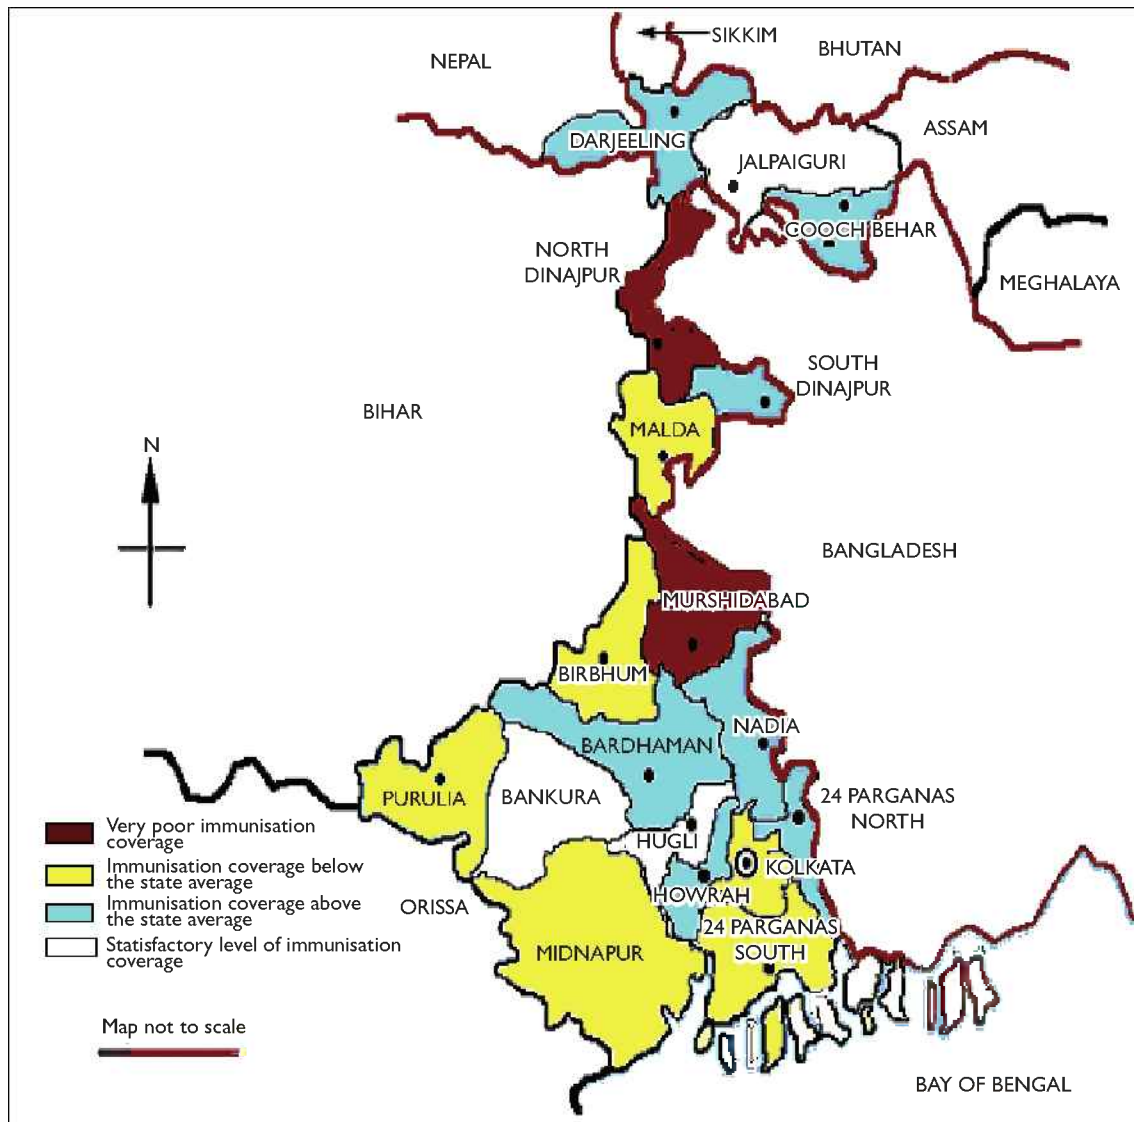 SIKKIM
BHUTAN
NEPAL
ASSAM
DARJEELING
JALPAIGURI
COOCH BEHAR
NORTH
DINAJPUR
MEGHALAYA
SOUTH
DINAJPUR
BIHAR
MALDA
N
BANGLADESH
MURSHIDABAD
BIRBHUM
NADIA
BARDHAMAN
PURULIA
BANKURA
24 PARGANAS
NORTH
HUGLI
KOLKATA
HOWRAH
ORISSA
24 PARGANAS
SOUTH
MIDNAPUR
Very poor immunisation
coverage
Immunisation coverage below
the state average
Immunisation coverage above
the state average
Statisfactory level of immunisation
coverage
Map not to scale
BAY OF BENGAL